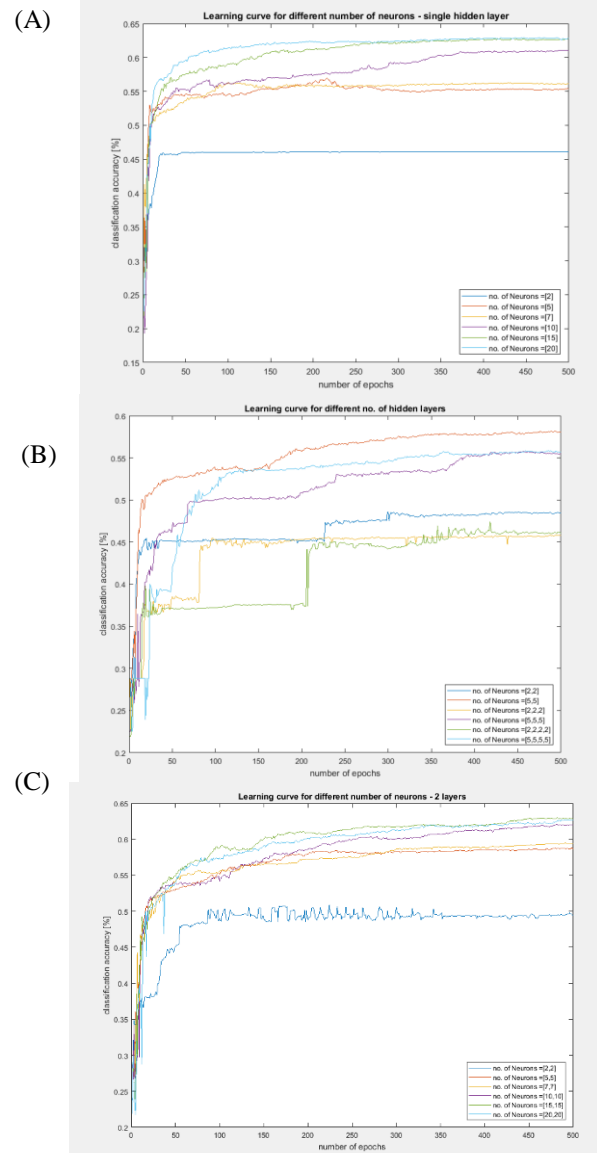 (A)
Learning curve for different number of neurons - single hidden layer
0.65
0.6
0.55
0.5
0.45
0.4
0.35
0.3
0.25
0.2
0.15
classification accuracy [%]
0 50 100 150 200 250 300 350 400 450 500
number of epochs
no. of Neurons =[2]
no. of Neurons =[5]
no. of Neurons =[7]
no. of Neurons =[10]
no. of Neurons =[15]
no. of Neurons =[20]
(B)
Learning curve for different no. of hidden layers
0.6
0.55
0.5
0.45
0.4
0.35
0.3
0.25
0.2
classification accuracy [%]
0 50 100 150 200 250 300 350 400 450 500
number of epochs
no. of Neurons =[2,2]
no. of Neurons =[5,5]
no. of Neurons =[2,2,2]
no. of Neurons =[5,5,5]
no. of Neurons =[2,2,2,2]
no. of Neurons =[5,5,5,5]
(C)
Learning curve for different number of neurons - 2 layers
0.65
0.6
0.55
0.5
0.45
0.4
0.35
0.3
0.25
0.2
classification accuracy [%]
0 50 100 150 200 250 300 350 400 450 500
number of epochs
no. of Neurons =[2,2]
no. of Neurons =[5,5]
no. of Neurons =[7,7]
no. of Neurons =[10,10]
no. of Neurons =[15,15]
no. of Neurons =[20,20]